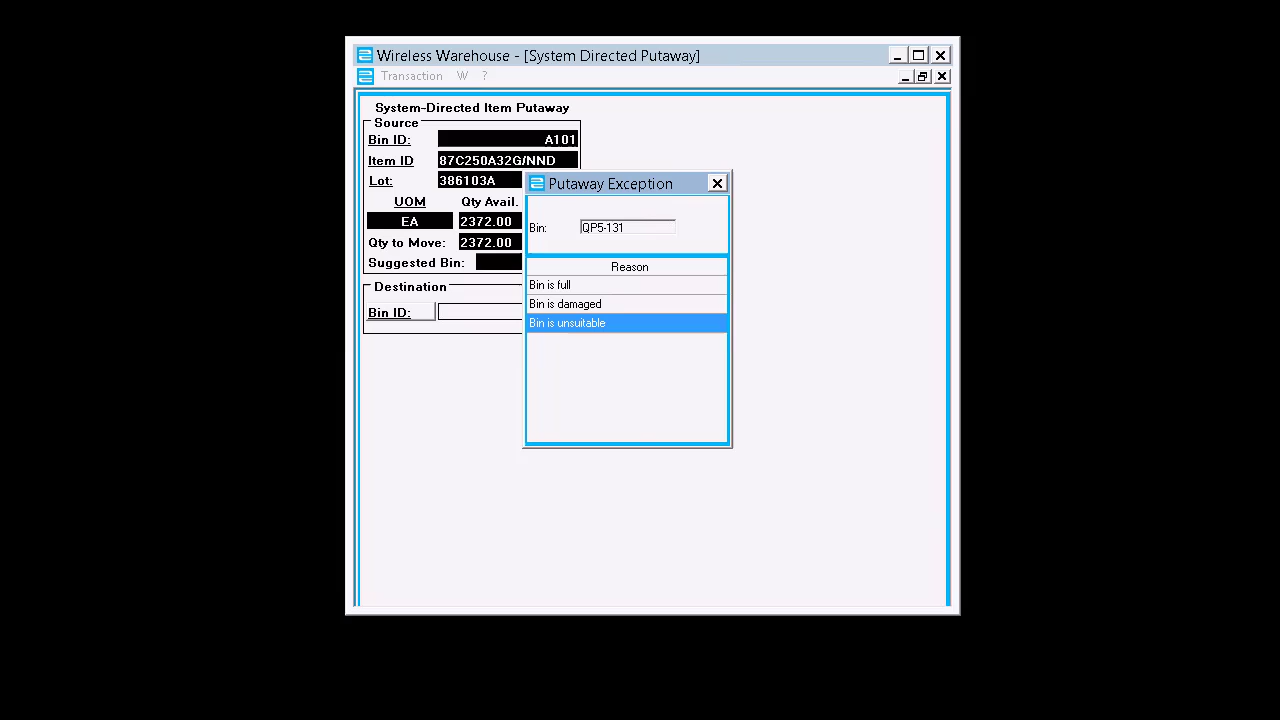 Wireless Warehouse - [System Directed Putaway]
Transaction W ?
System-Directed Item Putaway
Source
Bin ID: A101
Item ID 87C250A32G/NND
Lot: 386103A
UOM Qty Avail.
EA 2372.00
Qty to Move: 2372.00
Suggested Bin:
Destination
Bin ID:
Putaway Exception
Bin: QP5-131
Reason
Bin is full
Bin is damaged
Bin is unsuitable